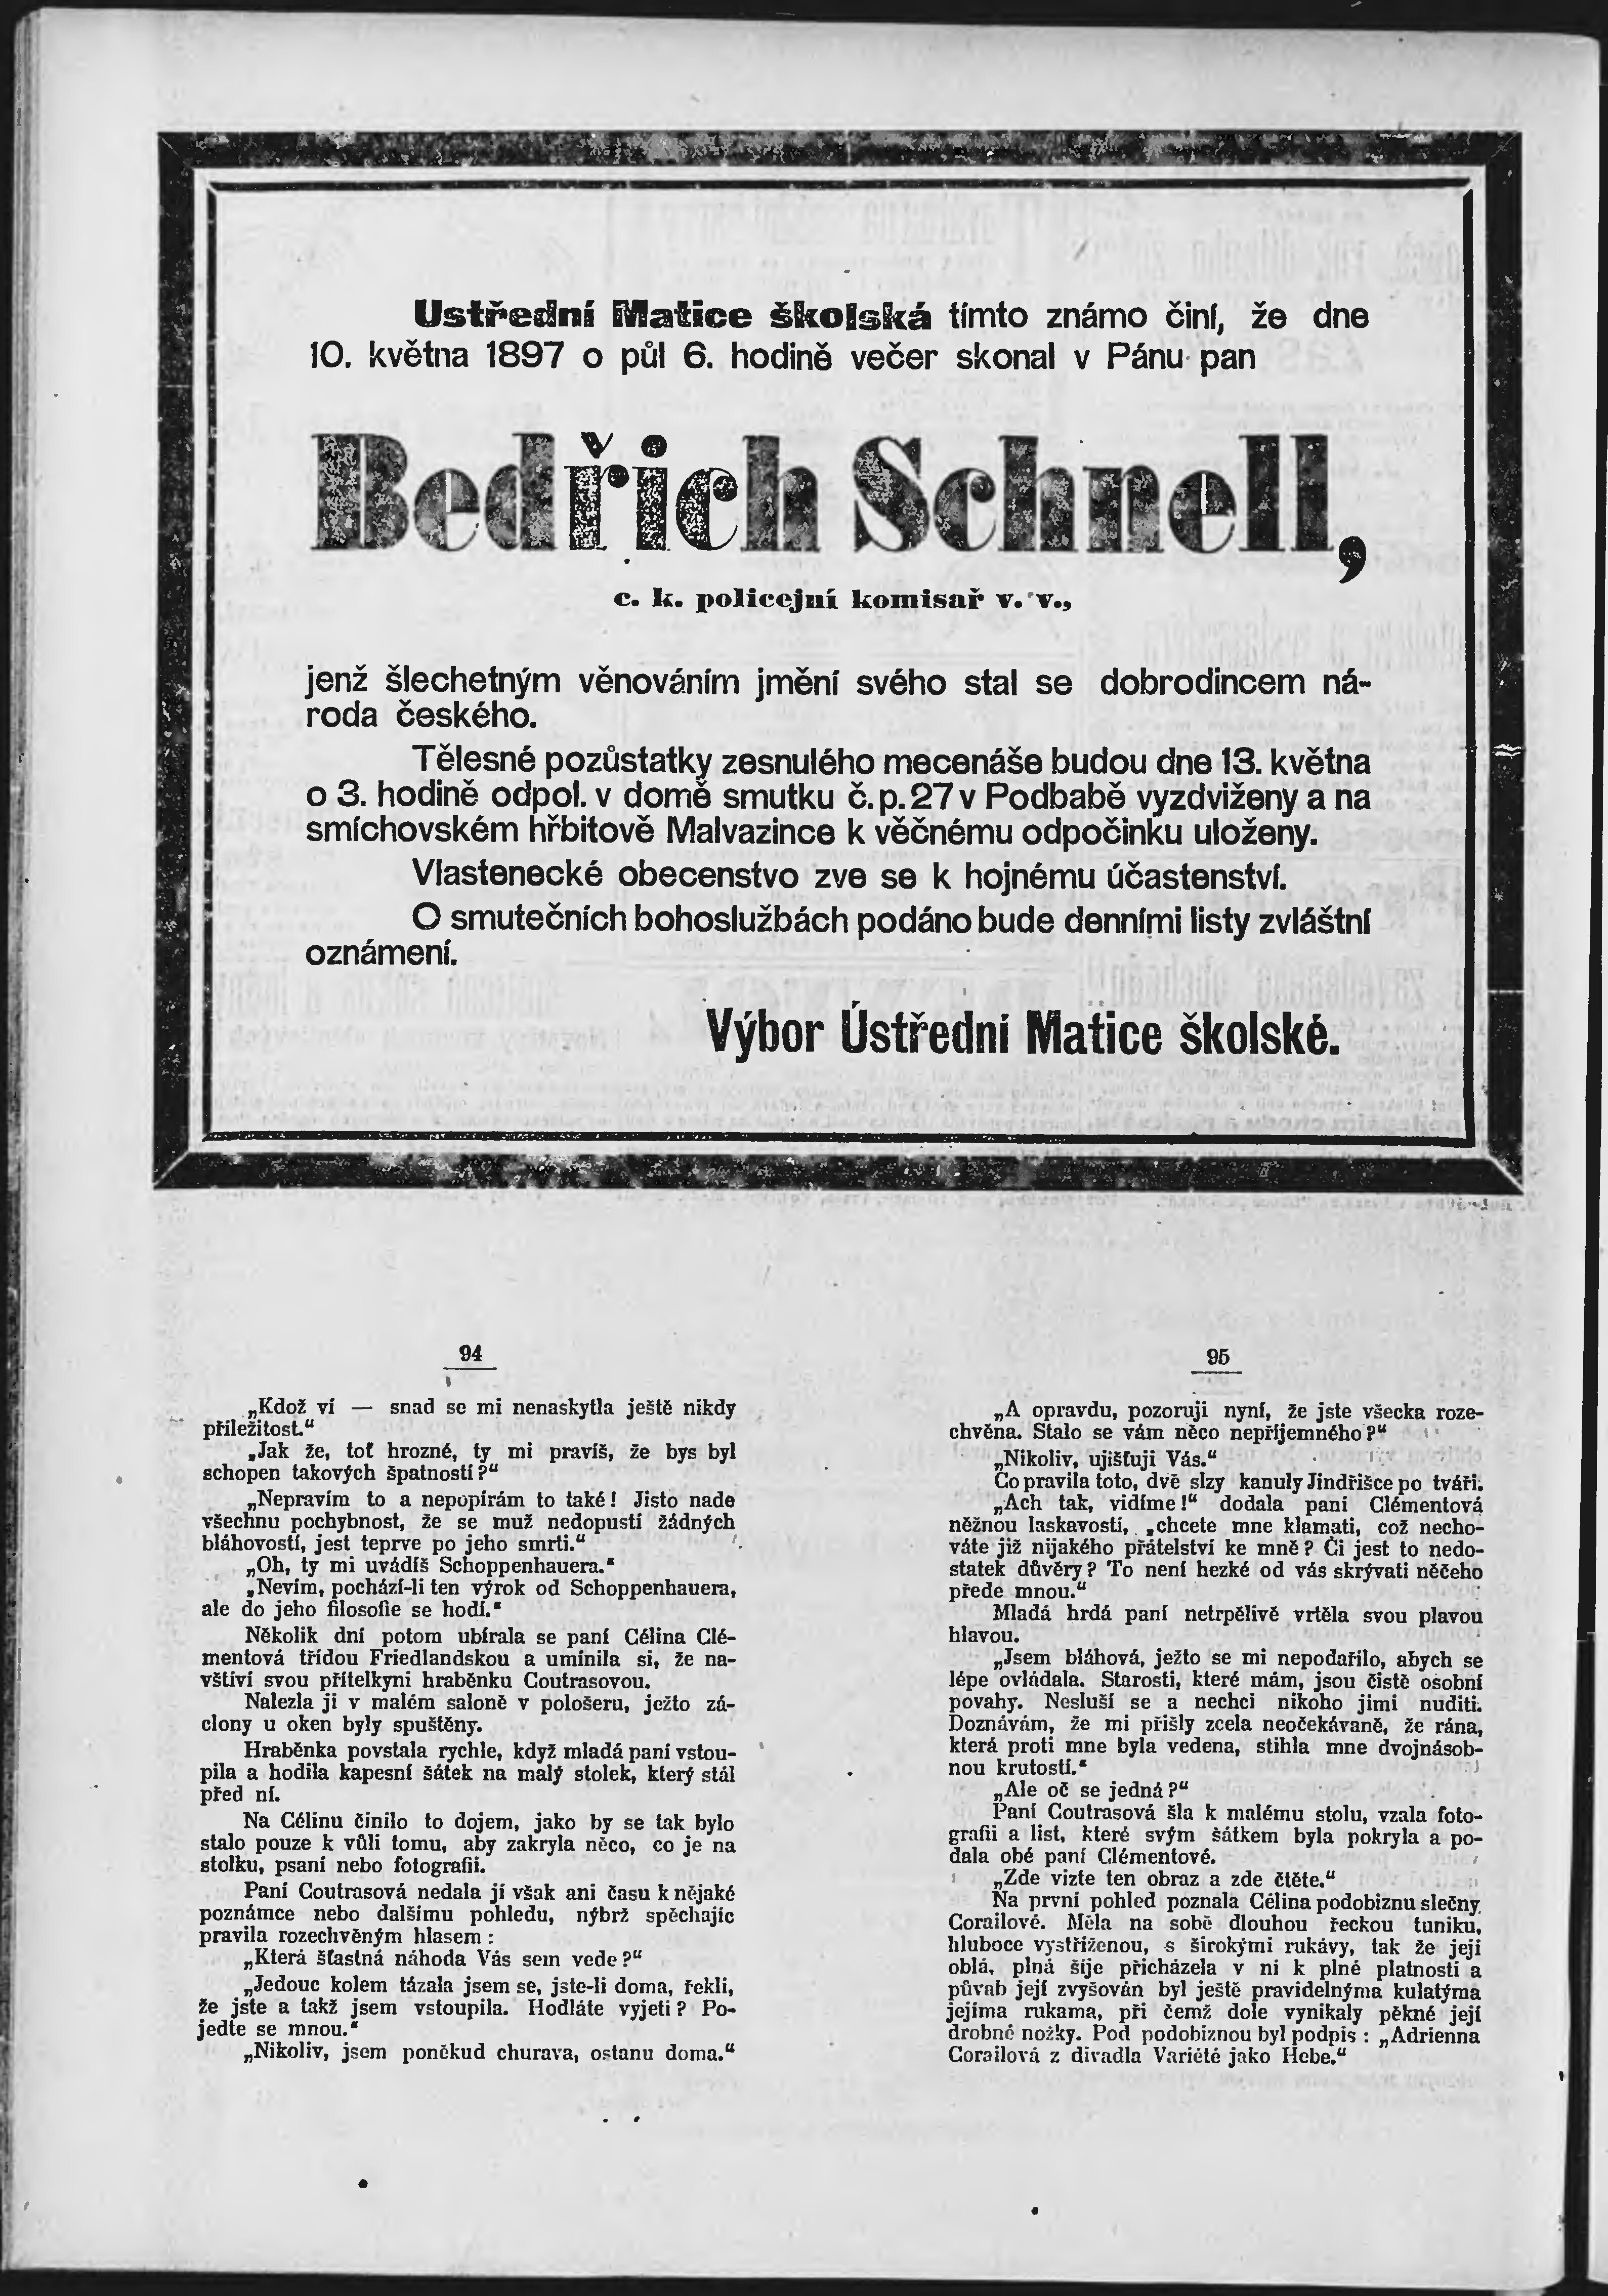 Ustřední Matice školská tímto známo činí, že dne
10. května 1897 o půl 6. hodině večer skonal v Pánu pan
Bedřich Schnell,
c. k. policejní komisař v. v.,
jenž šlechetným věnováním jmění svého stal se dobrodincem ná-
roda českého.
Tělesné pozůstatky zesnulého mecenáše budou dne 13. května
o 3. hodině odpol. v domě smutku č. p. 27 v Podbabě vyzdviženy a na
smíchovském hřbitově Malvazince k věčnému odpočinku uloženy.
Vlastenecké obecenstvo zve se k hojnému účastenství.
O smutečních bohoslužbách podáno bude denními listy zvláštní
oznámení.
Výbor Ústřední Matice školské.
94
„Kdož ví — snad se mi nenaskytla ještě nikdy
příležitost.“
„Jak že, toť hrozné, ty mi pravíš, že bys byl
schopen takových špatností?“
„Nepravím to a nepopírám to také! Jisto nade
všechnu pochybnost, že se muž nedopustí žádných
bláhovostí, jest teprve po jeho smrti.“
„Oh, ty mi uvádíš Schoppenhauera.“
„Nevím, pochází-li ten výrok od Schoppenhauera,
ale do jeho filosofie se hodí.“
Několik dní potom ubírala se paní Célina Clé-
mentová třídou Friedlandskou a umínila si, že na-
vštíví svou přítelkyni hraběnku Coutrasovou.
Nalezla ji v malém saloně v pološeru, ježto zá-
clony u oken byly spuštěny.
Hraběnka povstala rychle, když mladá paní vstou-
pila a hodila kapesní šátek na malý stolek, který stál
před ní.
Na Célinu činilo to dojem, jako by se tak bylo
stalo pouze k vůli tomu, aby zakryla něco, co je na
stolku, psaní nebo fotografii.
Paní Coutrasová nedala jí však ani času k nějaké
poznámce nebo dalšímu pohledu, nýbrž spěchajíc
pravila rozechvěným hlasem :
„Která šťastná náhoda Vás sem vede?“
„Jedouc kolem tázala jsem se, jste-li doma, řekli,
že jste a takž jsem vstoupila. Hodláte vyjeti? Po-
jedte se mnou.“
„Nikoliv, jsem poněkud churava, ostanu doma.“
95
„A opravdu, pozoruji nyní, že jste všecka roze-
chvěna. Stalo se vám něco nepříjemného?“
„Nikoliv, ujišťuji Vás.“
Co pravila toto, dvě slzy kanuly Jindřišce po tváři.
„Ach tak, vidíme!“ dodala pani Clémentová
něžnou laskavostí, „chcete mne klamati, což necho-
váte již nijakého přátelství ke mně? Či jest to nedo-
statek důvěry? To není hezké od vás skrývati něčeho
přede mnou.“
Mladá hrdá paní netrpělivě vrtěla svou plavou
hlavou.
„Jsem bláhová, ježto se mi nepodařilo, abych se
lépe ovládala. Starosti, které mám, jsou čistě osobní
povahy. Nesluší se a nechci nikoho jimi nuditi.
Doznávám, že mi přišly zcela neočekávaně, že rána,
která proti mne byla vedena, stihla mne dvojnásob-
nou krutostí.“
„Ale oč se jedná?“
Paní Coutrasová šla k malému stolu, vzala foto-
grafii a list, které svým šátkem byla pokryla a po-
dala obé paní Clémentové.
„Zde vizte ten obraz a zde čtěte.“
Na první pohled poznala Célina podobiznu slečny
Corailové. Měla na sobě dlouhou řeckou tuniku,
hluboce vystřiženou, s širokými rukávy, tak že její
oblá, plná šije přicházela v ni k plné platnosti a
půvab její zvyšován byl ještě pravidelnýma kulatýma
jejíma rukama, při čemž dole vynikaly pěkné její
drobné nožky. Pod podobiznou byl podpis : „Adrienna
Corailová z divadla Variété jako Hebe.“